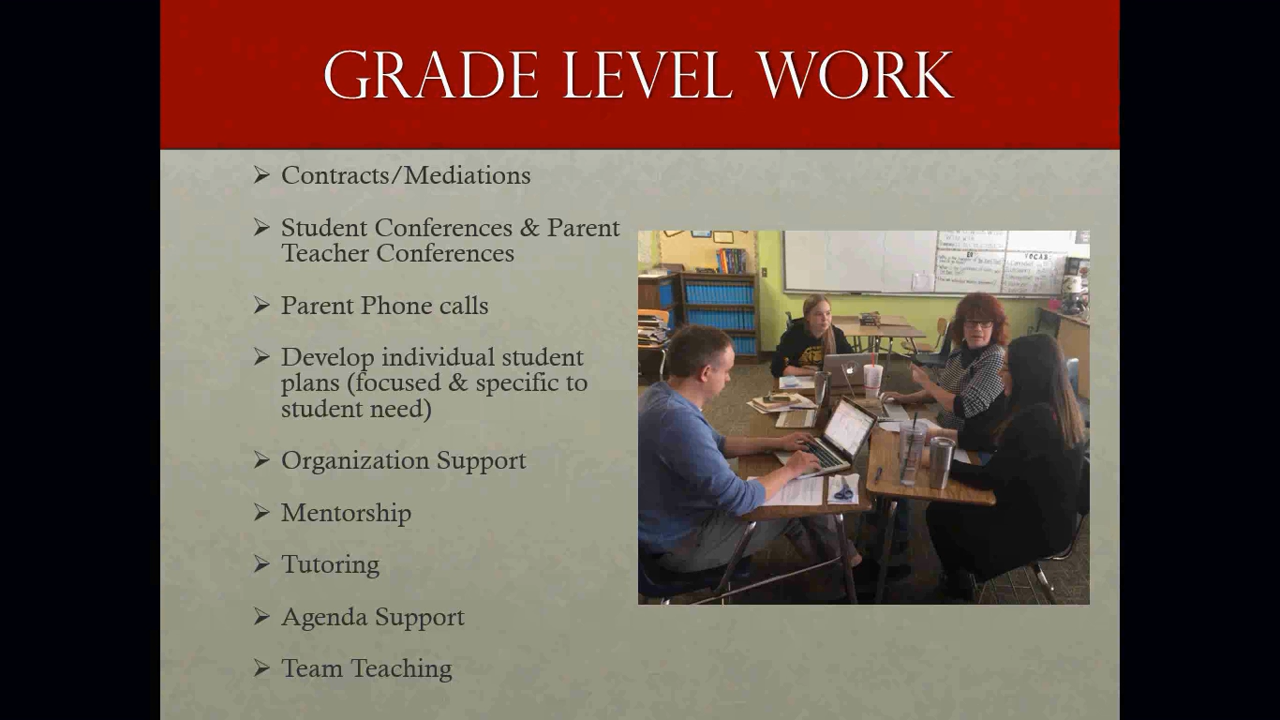 GRADE LEVEL WORK
Contracts/Mediations
Student Conferences & Parent
Teacher Conferences
Parent Phone calls
Develop individual student
plans (focused & specific to
student need)
Organization Support
Mentorship
Tutoring
Agenda Support
Team Teaching